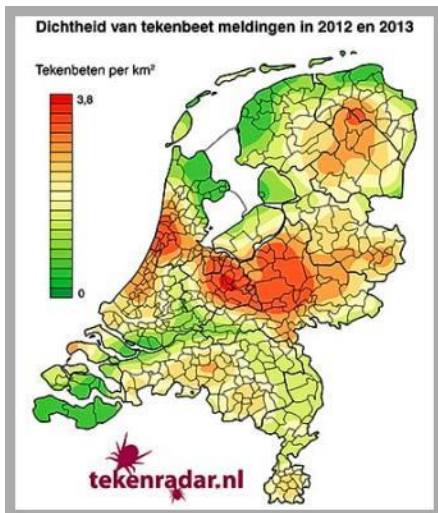 Dichtheid van tekenbeet meldingen in 2012 en 2013
Tekenbeten per km²
3,8
0
tekenradar.nl